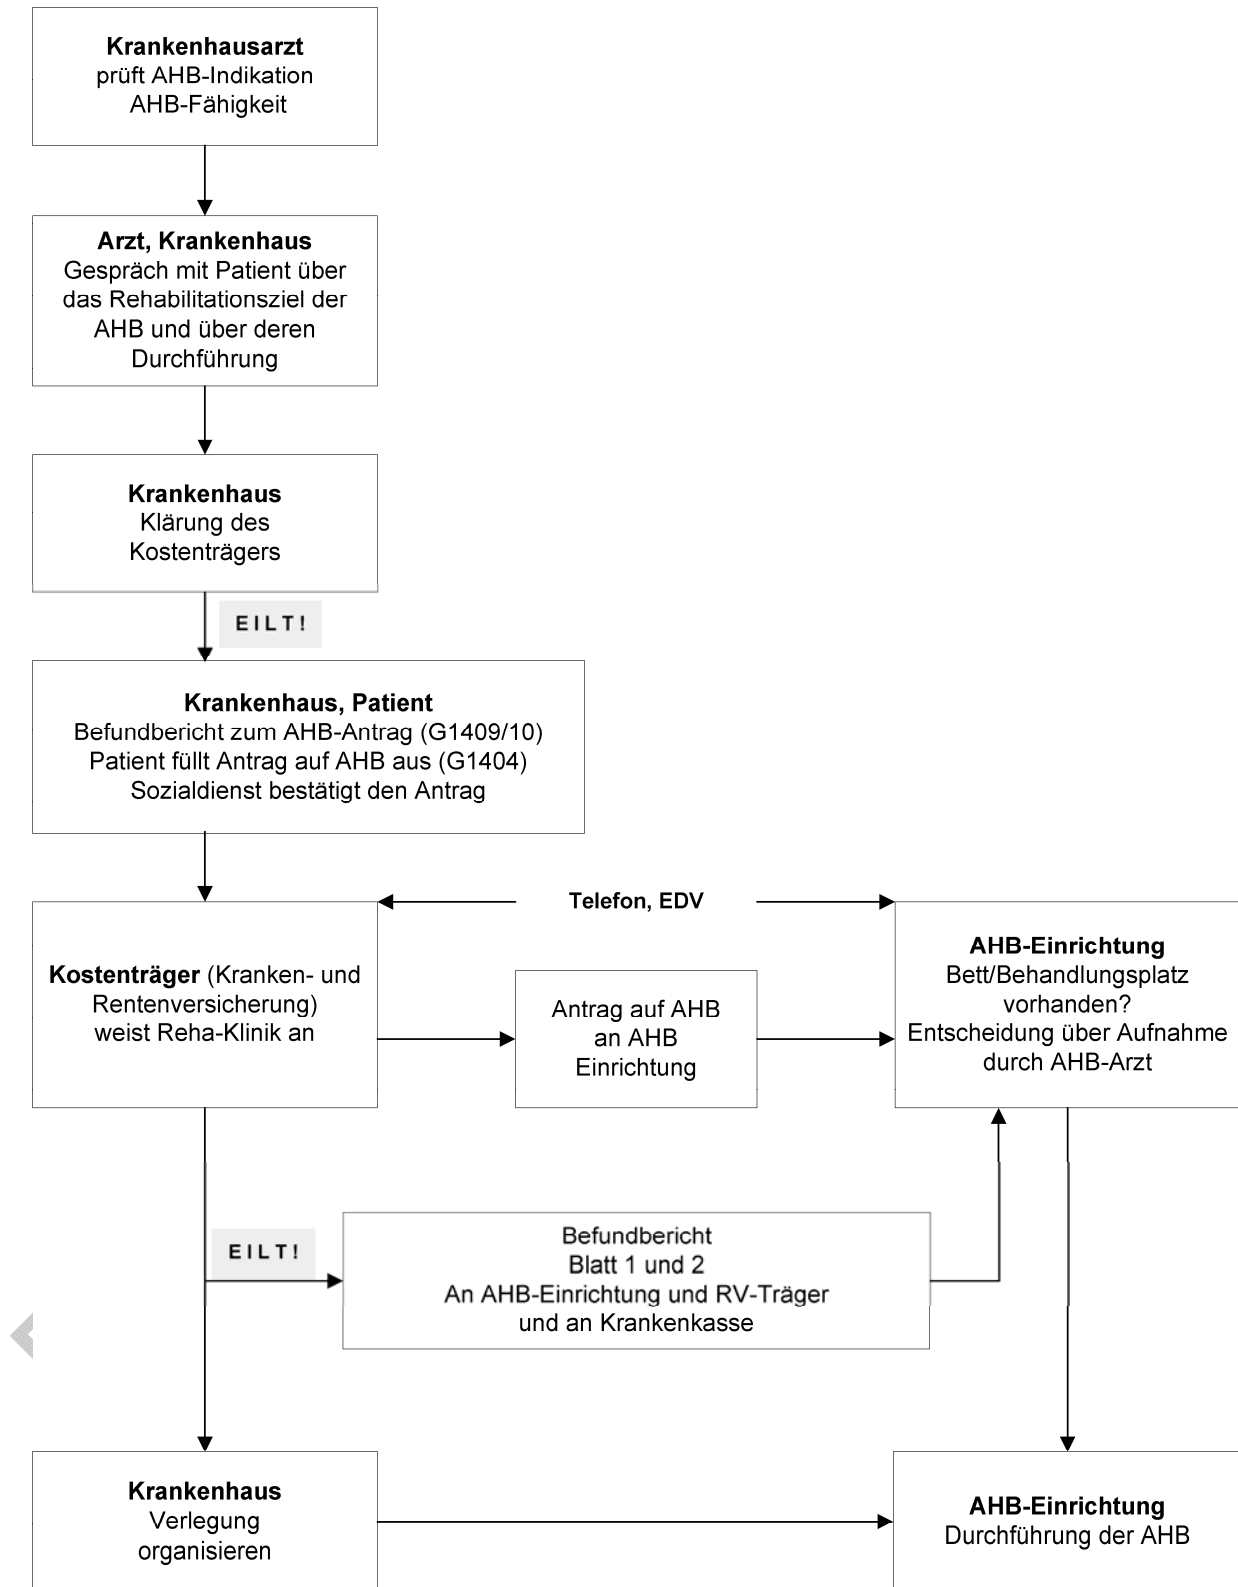 Krankenhausarzt
prüft AHB-Indikation
AHB-Fähigkeit
Arzt, Krankenhaus
Gespräch mit Patient über
das Rehabilitationsziel der
AHB und über deren
Durchführung
Krankenhaus
Klärung des
Kostenträgers
EILT!
Krankenhaus, Patient
Befundbericht zum AHB-Antrag (G1409/10)
Patient füllt Antrag auf AHB aus (G1404)
Sozialdienst bestätigt den Antrag
Telefon, EDV
Kostenträger (Kranken- und
Rentenversicherung)
weist Reha-Klinik an
Antrag auf AHB
an AHB
Einrichtung
AHB-Einrichtung
Bett/Behandlungsplatz
vorhanden?
Entscheidung über Aufnahme
durch AHB-Arzt
EILT!
Befundbericht
Blatt 1 und 2
An AHB-Einrichtung und RV-Träger
und an Krankenkasse
Krankenhaus
Verlegung
organisieren
AHB-Einrichtung
Durchführung der AHB